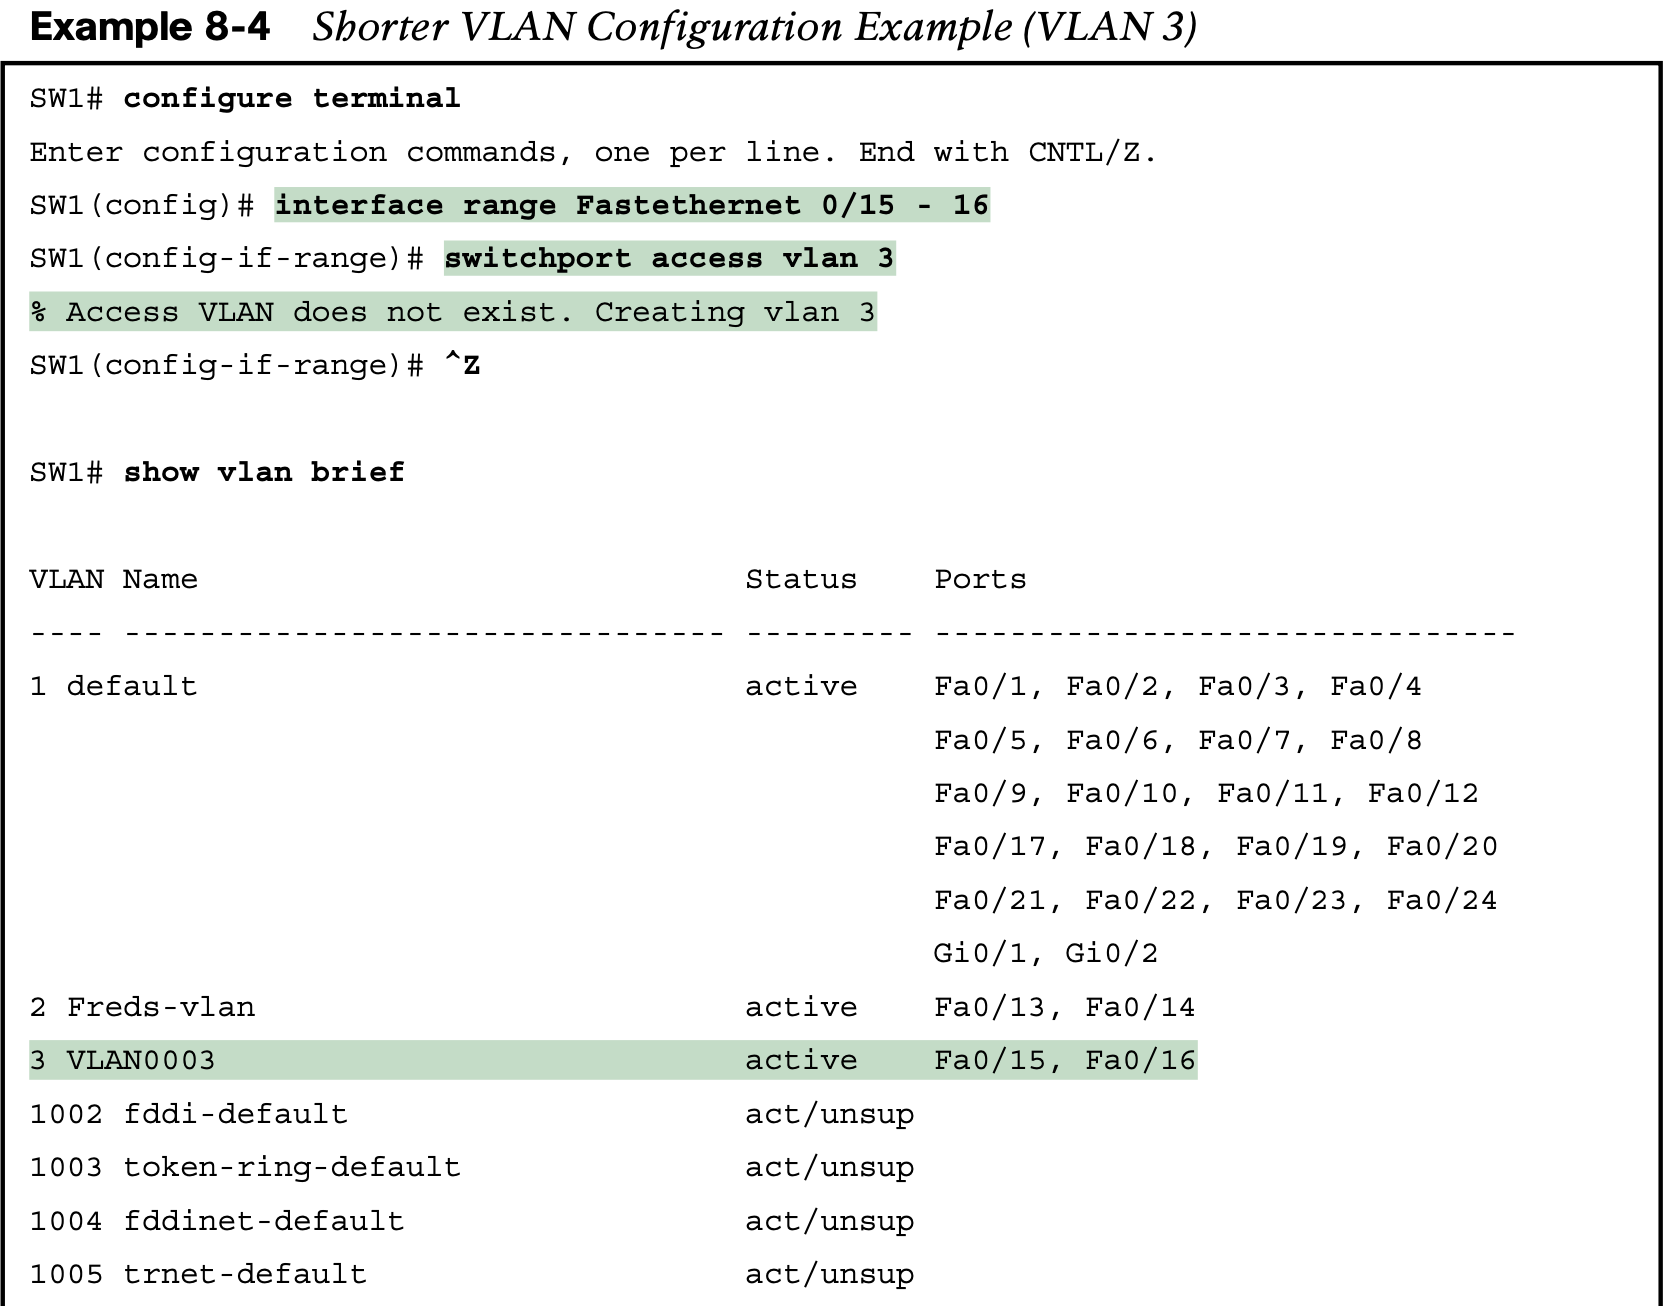 Example 8-4 Shorter VLAN Configuration Example (VLAN 3)
SW1# configure terminal
Enter configuration commands, one per line. End with CNTL/Z.
SW1(config)# interface range Fastethernet 0/15 - 16
SW1(config-if-range)# switchport access vlan 3
% Access VLAN does not exist. Creating vlan 3
SW1(config-if-range)# ^Z
SW1# show vlan brief
VLAN Name Status Ports
---- -------------------------------- --------- -------------------------------
1 default active Fa0/1, Fa0/2, Fa0/3, Fa0/4
Fa0/5, Fa0/6, Fa0/7, Fa0/8
Fa0/9, Fa0/10, Fa0/11, Fa0/12
Fa0/17, Fa0/18, Fa0/19, Fa0/20
Fa0/21, Fa0/22, Fa0/23, Fa0/24
Gi0/1, Gi0/2
2 Freds-vlan active Fa0/13, Fa0/14
3 VLAN0003 active Fa0/15, Fa0/16
1002 fddi-default act/unsup
1003 token-ring-default act/unsup
1004 fddinet-default act/unsup
1005 trnet-default act/unsup